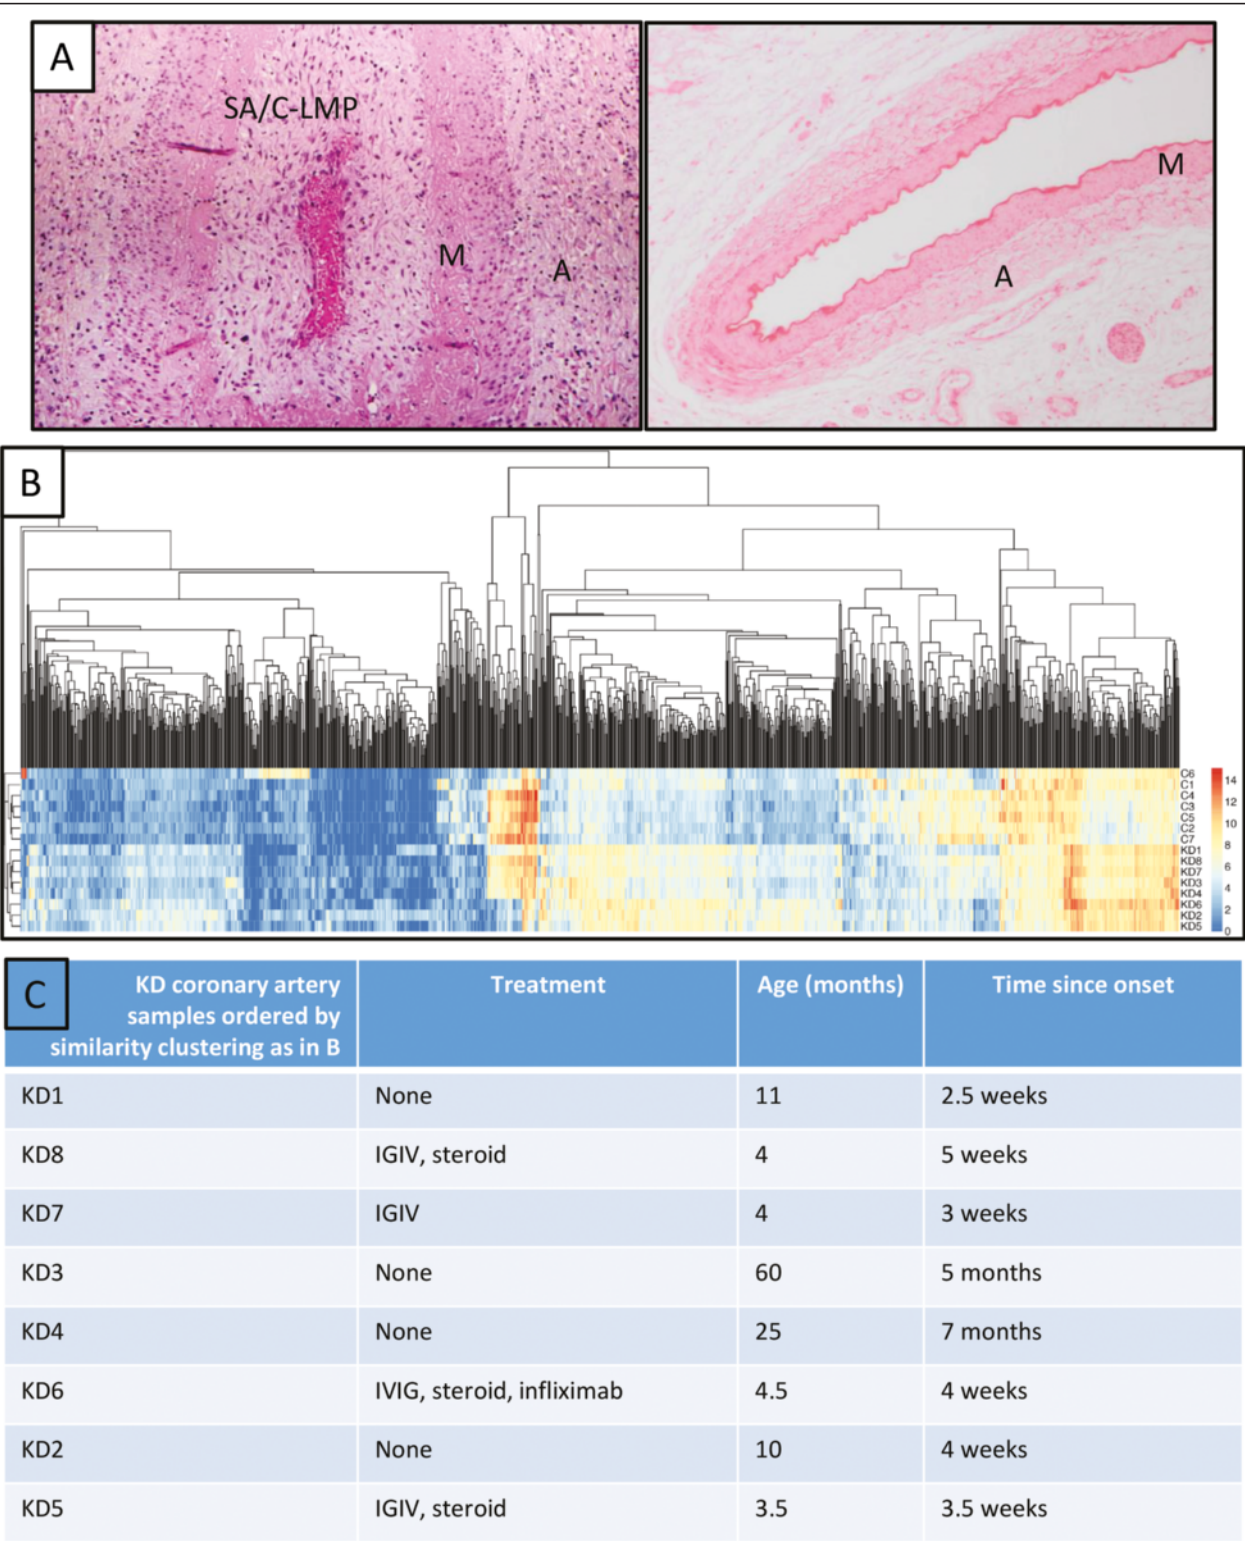 A
SA/C-LMP
M
A
M
A
B
C6
C1
C4
C3
C5
C2
C7
KD1
KD8
KD7
KD3
KD4
KD6
KD2
KD5
14
12
10
8
6
4
2
0
C
KD coronary artery
samples ordered by
similarity clustering as in B
Treatment
Age (months)
Time since onset
KD1 None 11 2.5 weeks
KD8 IGIV, steroid 4 5 weeks
KD7 IGIV 4 3 weeks
KD3 None 60 5 months
KD4 None 25 7 months
KD6 IVIG, steroid, infliximab 4.5 4 weeks
KD2 None 10 4 weeks
KD5 IGIV, steroid 3.5 3.5 weeks